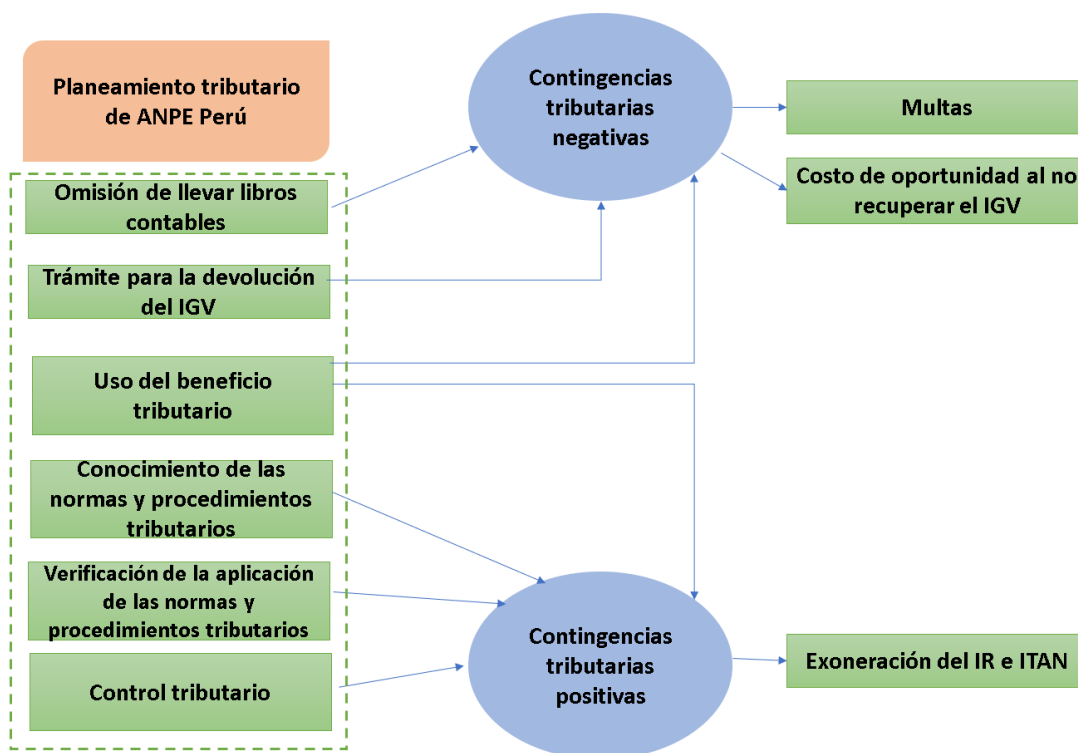 Planeamiento tributario
de ANPE Perú
Omisión de llevar libros
contables
Trámite para la devolución
del IGV
Uso del beneficio
tributario
Conocimiento de las
normas y procedimientos
tributarios
Verificación de la aplicación
de las normas y
procedimientos tributarios
Control tributario
Contingencias
tributarias
negativas
Contingencias
tributarias
positivas
Multas
Costo de oportunidad al no
recuperar el IGV
Exoneración del IR e ITAN